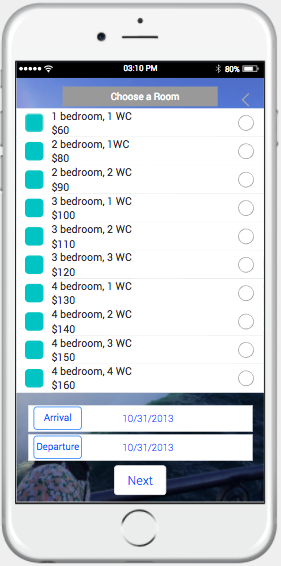 03:10 PM
80%
Choose a Room
1 bedroom, 1 WC
$60
2 bedroom, 1WC
$80
2 bedroom, 2 WC
$90
3 bedroom, 1 WC
$100
3 bedroom, 2 WC
$110
3 bedroom, 3 WC
$120
4 bedroom, 1 WC
$130
4 bedroom, 2 WC
$140
4 bedroom, 3 WC
$150
4 bedroom, 4 WC
$160
Arrival 10/31/2013
Departure 10/31/2013
Next